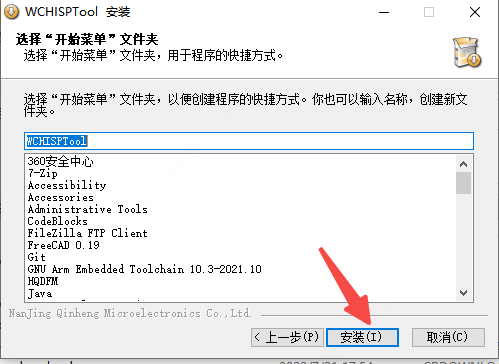 WCHISPTool 安装
选择“开始菜单”文件夹
选择“开始菜单”文件夹，用于程序的快捷方式。
选择“开始菜单”文件夹，以便创建程序的快捷方式。你也可以输入名称，创建新文
件夹。
WCHISPTool
360安全中心
7-Zip
Accessibility
Accessories
Administrative Tools
CodeBlocks
FileZilla FTP Client
FreeCAD 0.19
Git
GNU Arm Embedded Toolchain 10.3-2021.10
HQDFM
Java
NanJing Qinheng Microelectronics Co.,Ltd.
< 上一步(P)
安装(I)
取消(C)